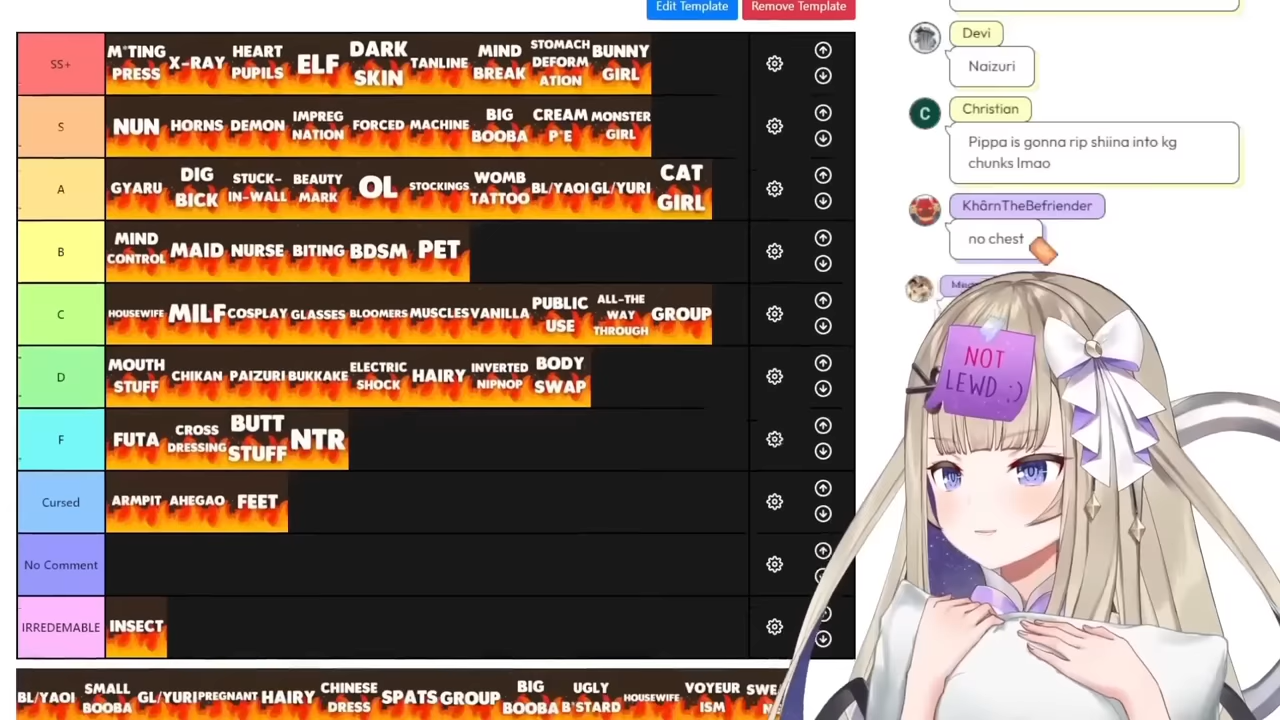 Edit Template
Remove Template
SS+
M*TING PRESS
X-RAY
HEART PUPILS
ELF
DARK SKIN
TANLINE
MIND BREAK
STOMACH DEFORM ATION
BUNNY GIRL
S
NUN
HORNS
DEMON
IMPREG NATION
FORCED
MACHINE
BIG BOOBA
CREAM P*E
MONSTER GIRL
A
GYARU
DIG BICK
STUCK-IN-WALL
BEAUTY MARK
OL
STOCKINGS
WOMB TATTOO
BL/YAOI
GL/YURI
CAT GIRL
B
MIND CONTROL
MAID
NURSE
BITING
BDSM
PET
C
HOUSEWIFE
MILF
COSPLAY
GLASSES
BLOOMERS
MUSCLES
VANILLA
PUBLIC USE
ALL-THE WAY THROUGH
GROUP
D
MOUTH STUFF
CHIKAN
PAIZURI
BUKKAKE
ELECTRIC SHOCK
HAIRY
INVERTED NIPNOP
BODY SWAP
F
FUTA
CROSS DRESSING
BUTT STUFF
NTR
Cursed
ARMPIT
AHEGAO
FEET
No Comment
IRREDEMABLE
INSECT
BL/YAOI
SMALL BOOBA
GL/YURI
PREGNANT
HAIRY
CHINESE DRESS
SPATS
GROUP
BIG BOOBA
UGLY B*STARD
HOUSEWIFE
VOYEUR ISM
Devi
Naizuri
C
Christian
Pippa is gonna rip shiina into kg
chunks lmao
KhârnTheBefriender
no chest
NOT
LEWD :)